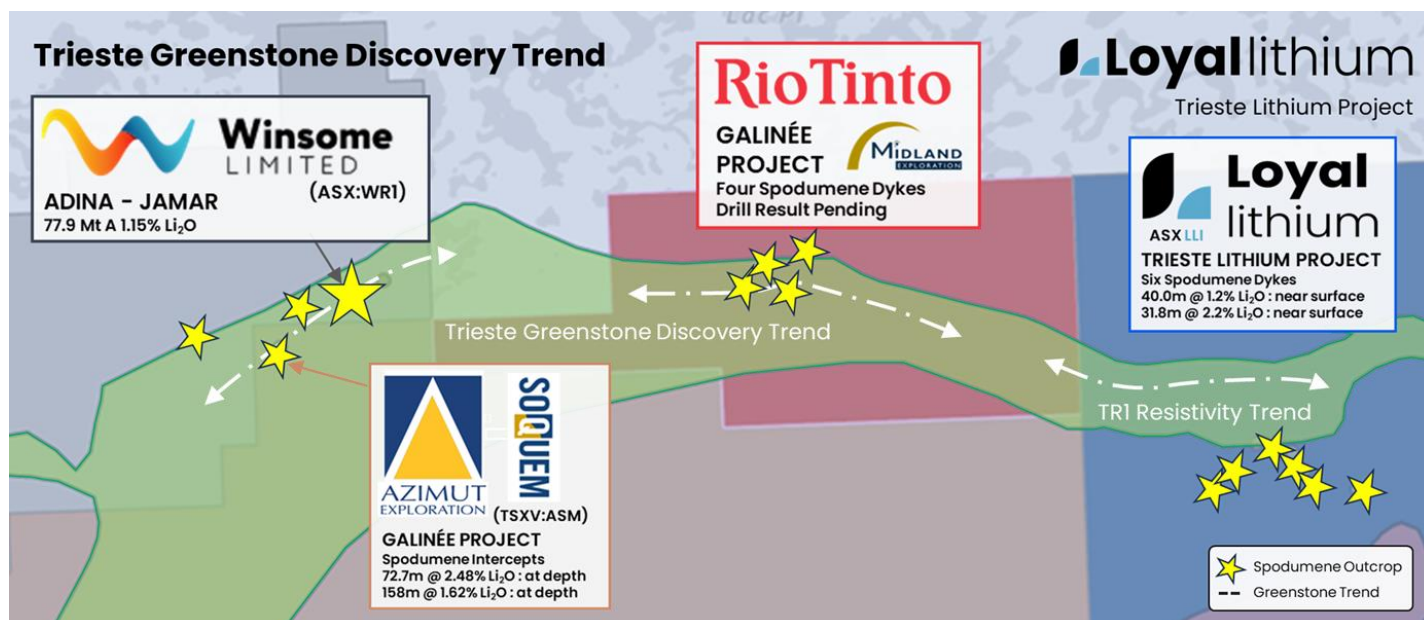 Trieste Greenstone Discovery Trend
Winsome
LIMITED
(ASX:WR1)
ADINA - JAMAR
77.9 Mt A 1.15% Li₂O
RioTinto
GALINÉE
PROJECT
MIDLAND
EXPLORATION
Four Spodumene Dykes
Drill Result Pending
Loyallithium
Trieste Lithium Project
Loyal
lithium
ASX LLI
TRIESTE LITHIUM PROJECT
Six Spodumene Dykes
40.0m @ 1.2% Li₂O : near surface
31.8m @ 2.2% Li₂O : near surface
Trieste Greenstone Discovery Trend
TR1 Resistivity Trend
AZIMUT
EXPLORATION
SOQUEM
(TSXV:ASM)
GALINÉE PROJECT
Spodumene Intercepts
72.7m @ 2.48% Li₂O : at depth
158m @ 1.62% Li₂O : at depth
Spodumene Outcrop
Greenstone Trend